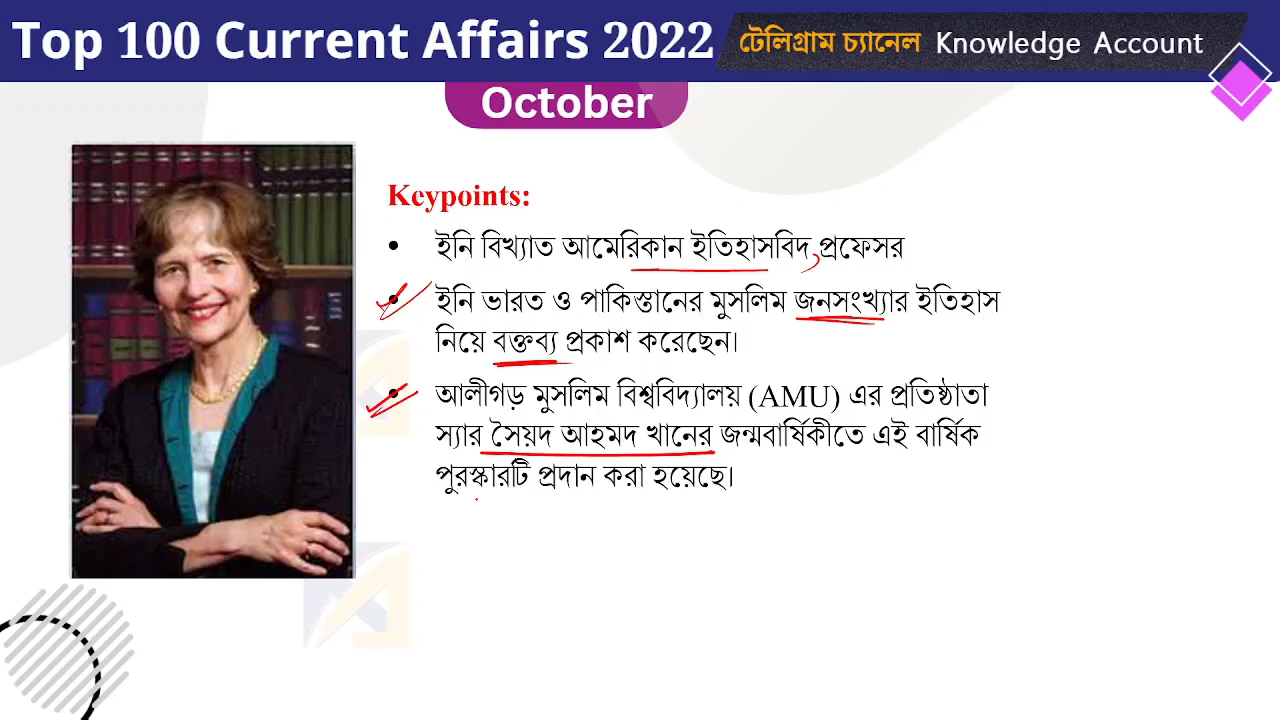 Top 100 Current Affairs 2022 টেলিগ্রাম চ্যানেল Knowledge Account
October
Keypoints:
• ইনি বিখ্যাত আমেরিকান ইতিহাসবিদ প্রফেসর
• ইনি ভারত ও পাকিস্তানের মুসলিম জনসংখ্যার ইতিহাস
নিয়ে বক্তব্য প্রকাশ করেছেন।
• আলীগড় মুসলিম বিশ্ববিদ্যালয় (AMU) এর প্রতিষ্ঠাতা
স্যার সৈয়দ আহমদ খানের জন্মবার্ষিকীতে এই বার্ষিক
পুরস্কারটি প্রদান করা হয়েছে।